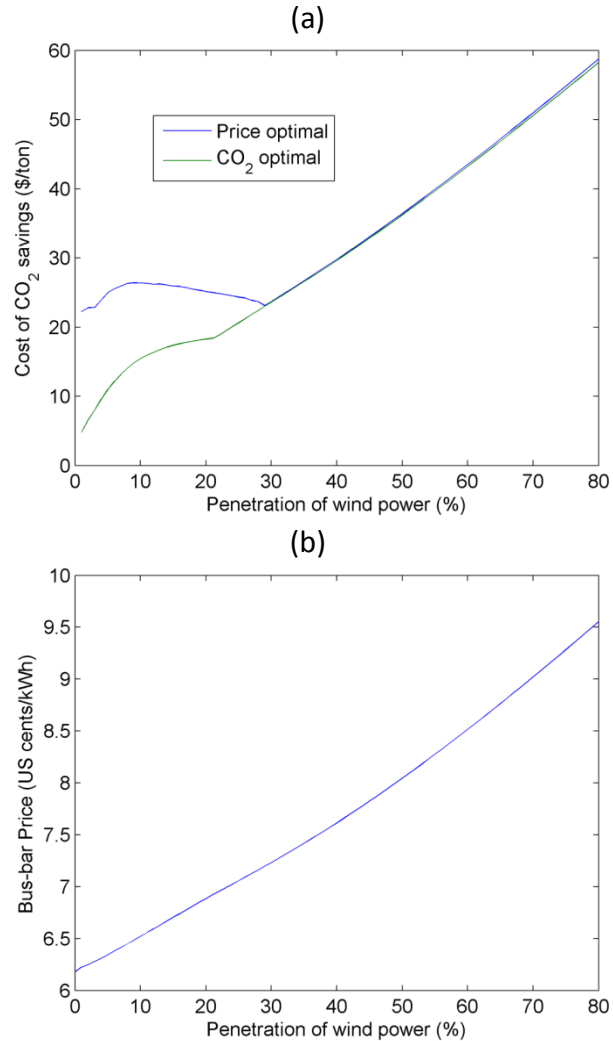 (a)
60
50
40
30
20
10
0
Cost of CO2 savings ($/ton)
Price optimal
CO2 optimal
0 10 20 30 40 50 60 70 80
Penetration of wind power (%)
(b)
10
9.5
9
8.5
8
7.5
7
6.5
6
Bus-bar Price (US cents/kWh)
0 10 20 30 40 50 60 70 80
Penetration of wind power (%)